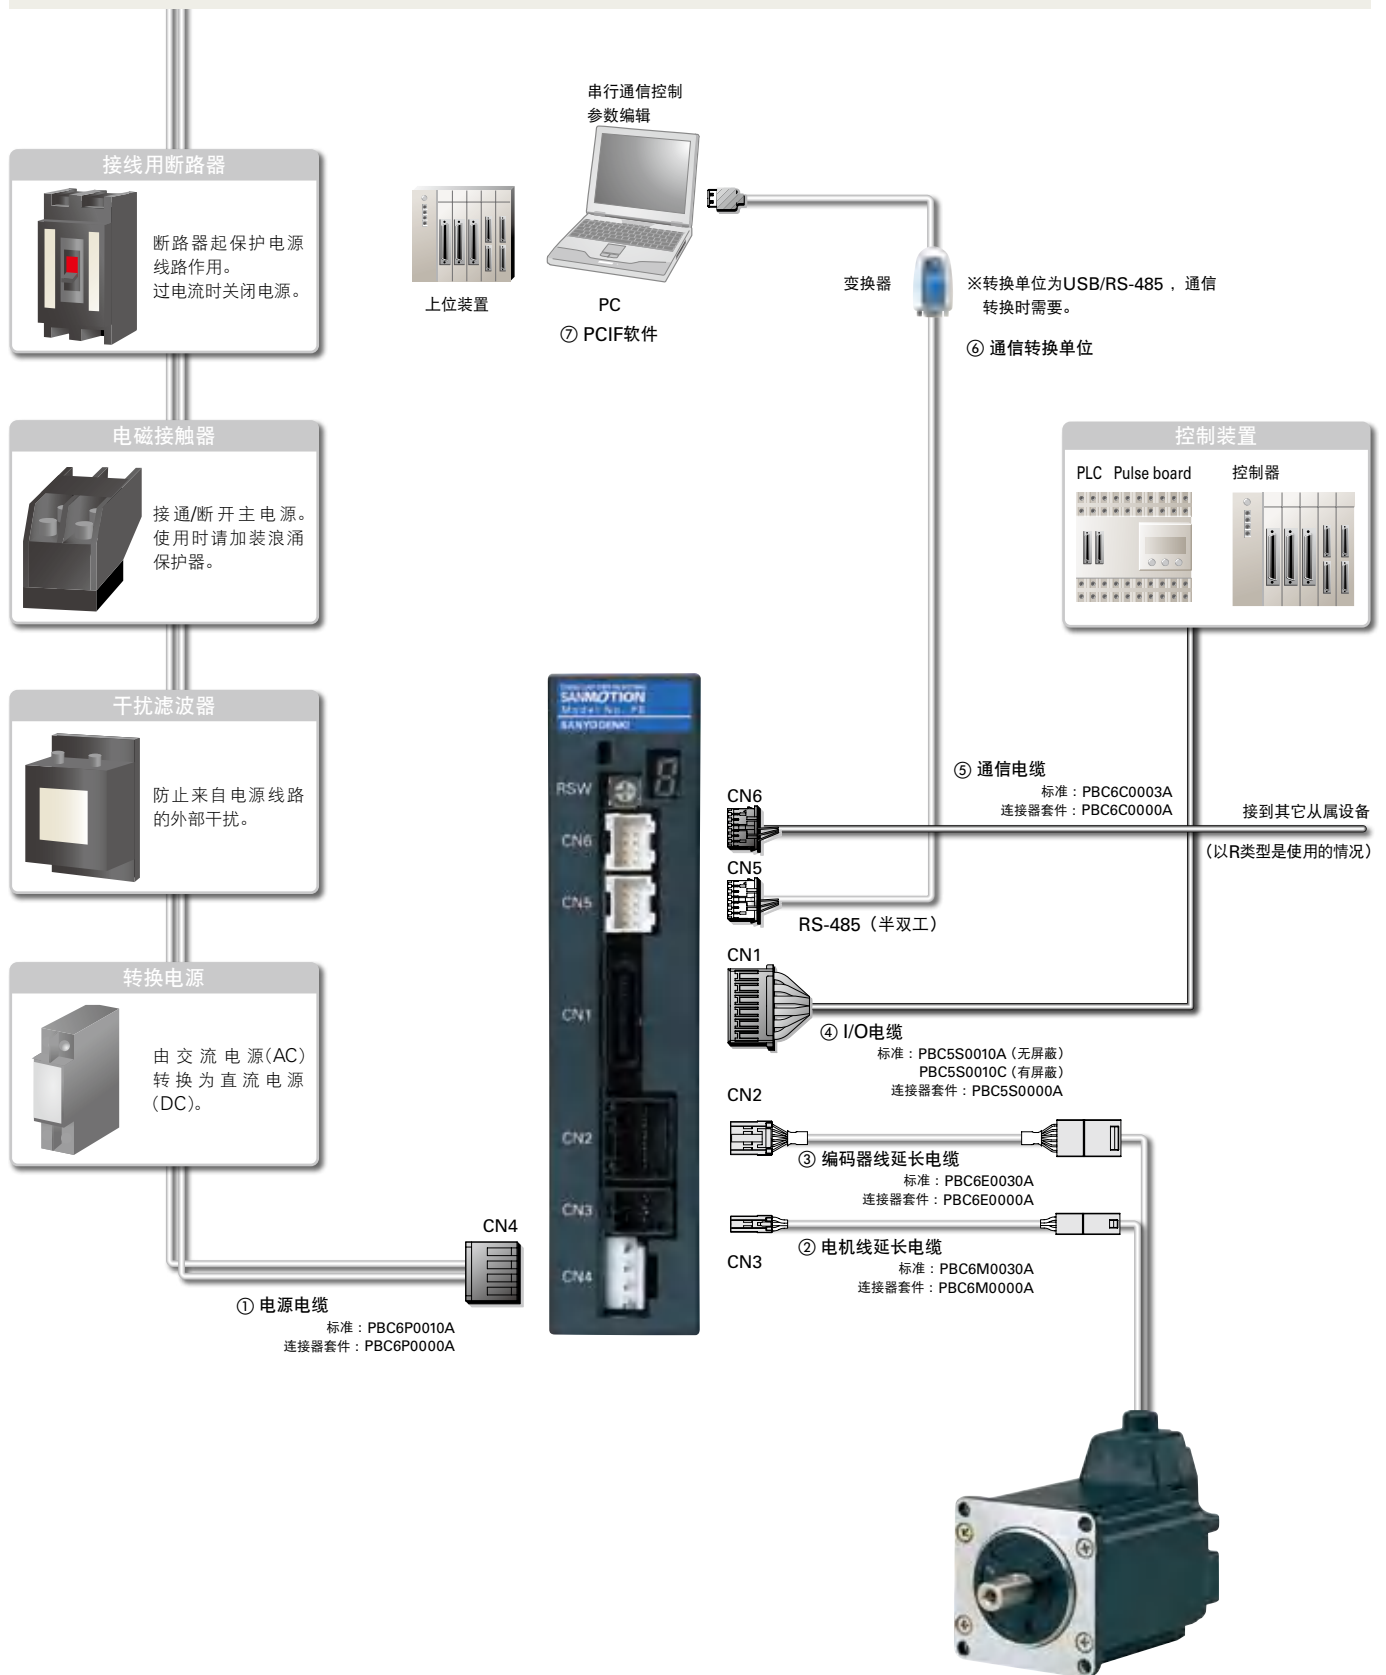 串行通信控制
参数编辑
接线用断路器
断路器起保护电源
线路作用。
过电流时关闭电源。
上位装置
PC
⑦ PCIF软件
变换器
※转换单位为USB/RS-485，通信
转换时需要。
⑥ 通信转换单位
电磁接触器
接通/断开主电源。
使用时请加装浪涌
保护器。
控制装置
PLC Pulse board
控制器
干扰滤波器
防止来自电源线路
的外部干扰。
SANMOTION
Model No. PB
SANYO DENKI
RSW
CN6
CN5
CN1
CN2
CN3
CN4
⑤ 通信电缆
标准：PBC6C0003A
连接器套件：PBC6C0000A
接到其它从属设备
（以R类型是使用的情况）
CN6
CN5
RS-485（半双工）
转换电源
由交流电源(AC)
转换为直流电源
(DC)。
CN1
④ I/O电缆
标准：PBC5S0010A（无屏蔽）
PBC5S0010C（有屏蔽）
连接器套件：PBC5S0000A
CN2
③ 编码器线延长电缆
标准：PBC6E0030A
连接器套件：PBC6E0000A
CN3
② 电机线延长电缆
标准：PBC6M0030A
连接器套件：PBC6M0000A
CN4
① 电源电缆
标准：PBC6P0010A
连接器套件：PBC6P0000A